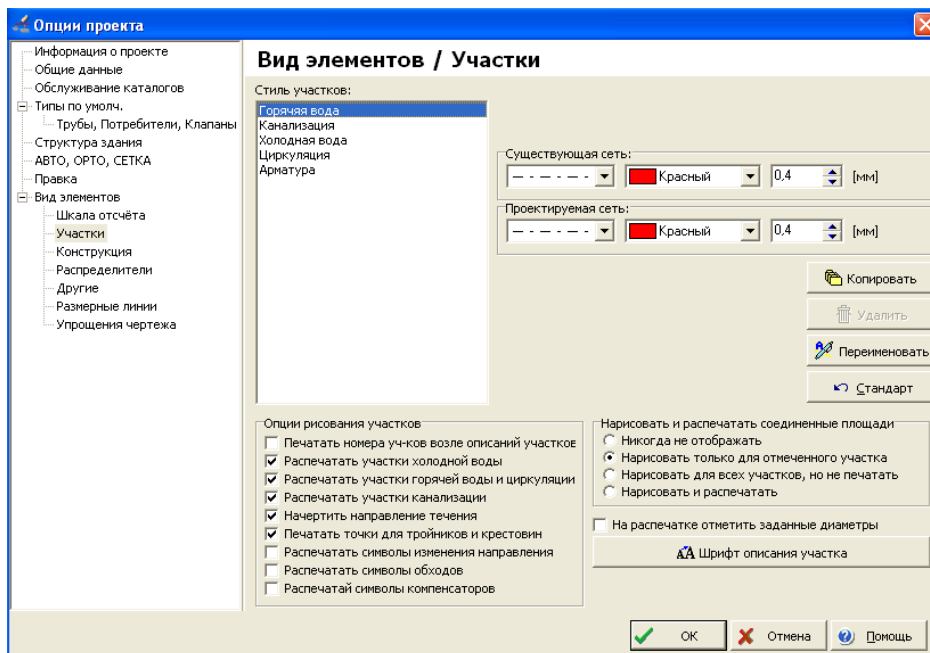 Опции проекта
Информация о проекте
Общие данные
Обслуживание каталогов
Типы по умолч.
Трубы, Потребители, Клапаны
Структура здания
АВТО, ОРТО, СЕТКА
Правка
Вид элементов
Шкала отсчёта
Участки
Конструкция
Распределители
Другие
Размерные линии
Упрощения чертежа
Вид элементов / Участки
Стиль участков:
Горячая вода
Канализация
Холодная вода
Циркуляция
Арматура
Существующая сеть:
Красный 0,4 [мм]
Проектируемая сеть:
Красный 0,4 [мм]
Копировать
Удалить
Переименовать
Стандарт
Опции рисования участков
Печатать номера уч-ков возле описаний участков
Распечатать участки холодной воды
Распечатать участки горячей воды и циркуляции
Распечатать участки канализации
Начертить направление течения
Печатать точки для тройников и крестовин
Распечатать символы изменения направления
Распечатать символы обходов
Распечатай символы компенсаторов
Нарисовать и распечатать соединенные площади
Никогда не отображать
Нарисовать только для отмеченного участка
Нарисовать для всех участков, но не печатать
Нарисовать и распечатать
На распечатке отметить заданные диаметры
Шрифт описания участка
OK Отмена Помощь